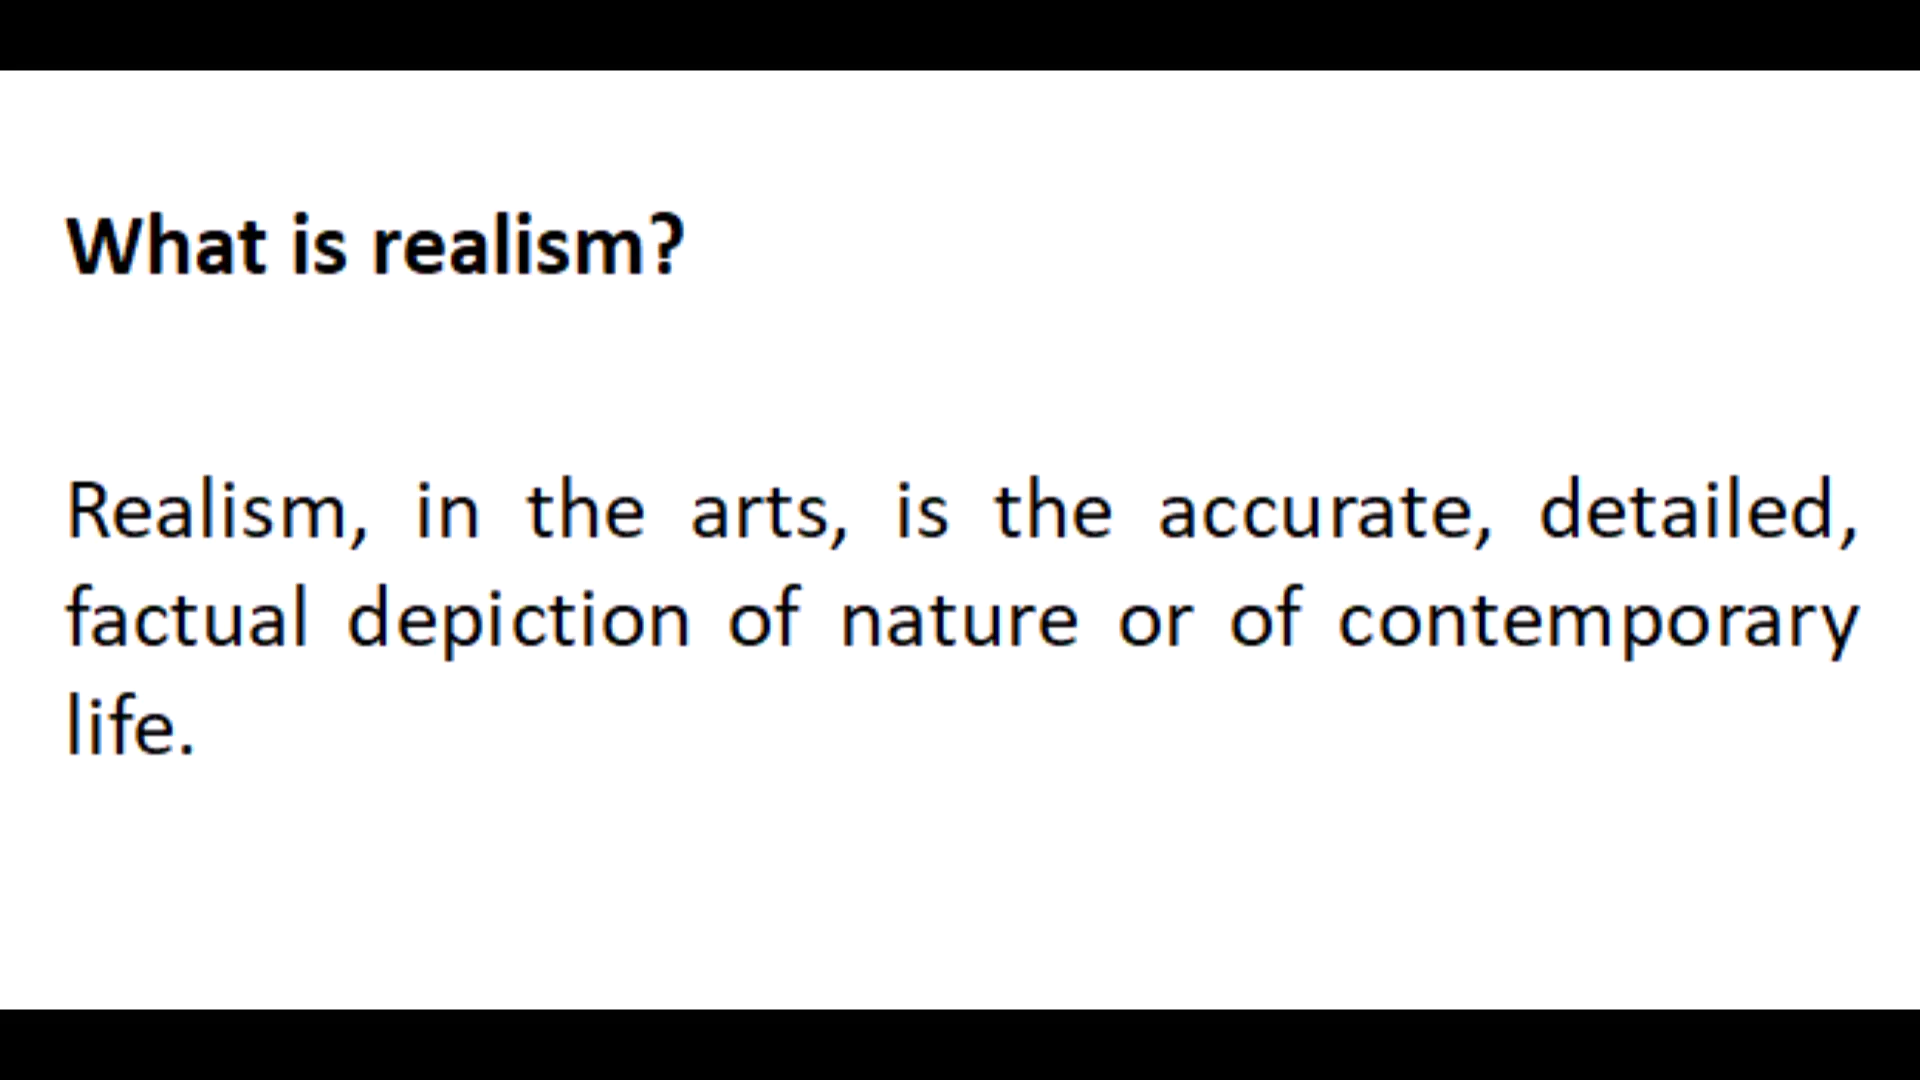 What is realism?
Realism, in the arts, is the accurate, detailed,
factual depiction of nature or of contemporary
life.